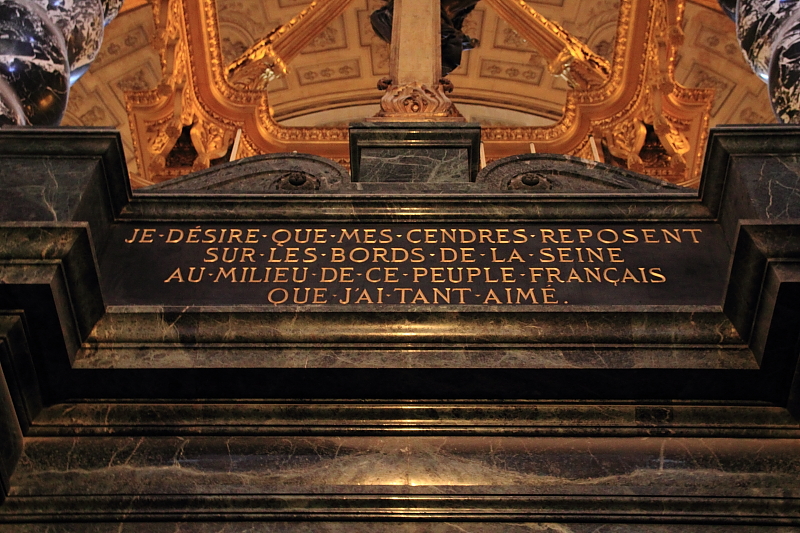 JE·DÉSIRE·QUE·MES·CENDRES·REPOSENT
SUR·LES·BORDS·DE·LA·SEINE
AU·MILIEU·DE·CE·PEUPLE·FRANÇAIS
QUE·J'AI·TANT·AIMÉ.